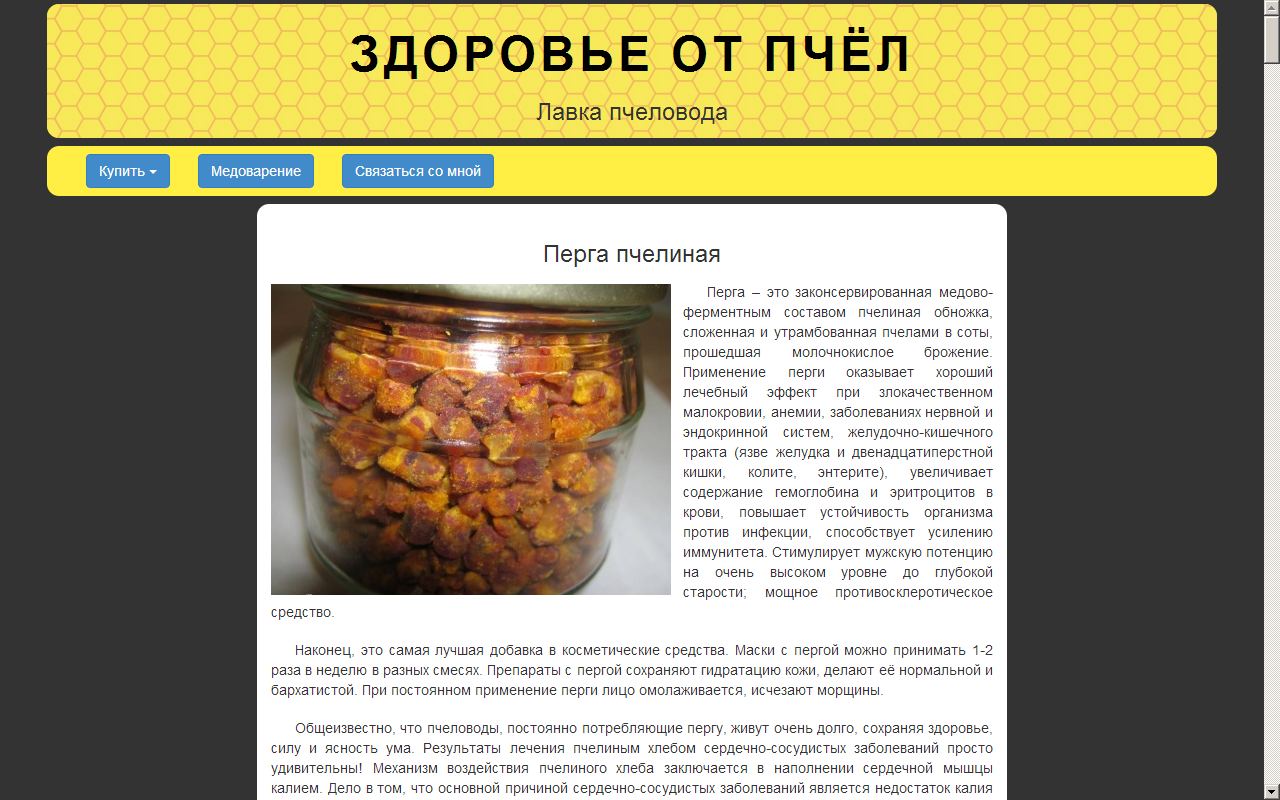 ЗДОРОВЬЕ ОТ ПЧЁЛ
Лавка пчеловода
Купить
Медоварение
Связаться со мной
Перга пчелиная
Перга – это законсервированная медово-
ферментным составом пчелиная обножка,
сложенная и утрамбованная пчелами в соты,
прошедшая молочнокислое брожение.
Применение перги оказывает хороший
лечебный эффект при злокачественном
малокровии, анемии, заболеваниях нервной и
эндокринной систем, желудочно-кишечного
тракта (язве желудка и двенадцатиперстной
кишки, колите, энтерите), увеличивает
содержание гемоглобина и эритроцитов в
крови, повышает устойчивость организма
против инфекции, способствует усилению
иммунитета. Стимулирует мужскую потенцию
на очень высоком уровне до глубокой
старости; мощное противосклеротическое
средство.
Наконец, это самая лучшая добавка в косметические средства. Маски с пергой можно принимать 1-2
раза в неделю в разных смесях. Препараты с пергой сохраняют гидратацию кожи, делают её нормальной и
бархатистой. При постоянном применение перги лицо омолаживается, исчезают морщины.
Общеизвестно, что пчеловоды, постоянно потребляющие пергу, живут очень долго, сохраняя здоровье,
силу и ясность ума. Результаты лечения пчелиным хлебом сердечно-сосудистых заболеваний просто
удивительны! Механизм воздействия пчелиного хлеба заключается в наполнении сердечной мышцы
калием. Дело в том, что основной причиной сердечно-сосудистых заболеваний является недостаток калия